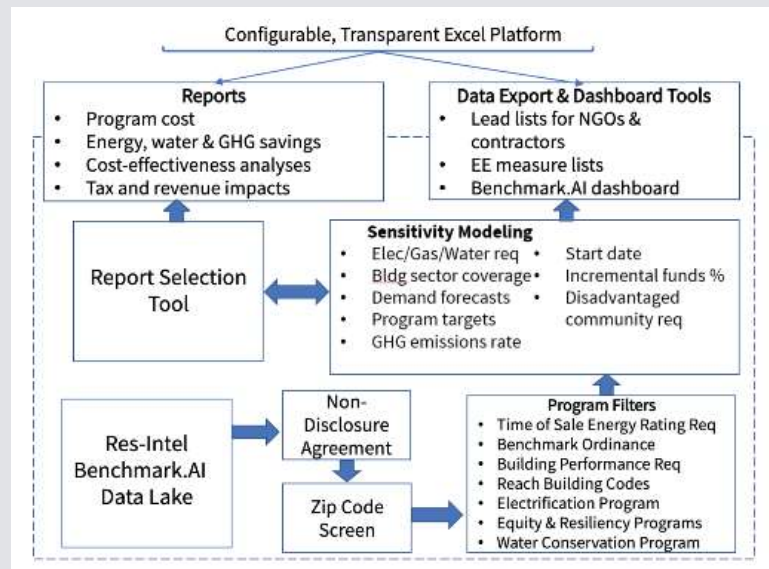 Configurable, Transparent Excel Platform
Reports
• Program cost
• Energy, water & GHG savings
• Cost-effectiveness analyses
• Tax and revenue impacts
Data Export & Dashboard Tools
• Lead lists for NGOs &
contractors
• EE measure lists
• Benchmark.AI dashboard
Report Selection
Tool
Sensitivity Modeling
• Elec/Gas/Water req
• Bldg sector coverage
• Demand forecasts
• Program targets
• GHG emissions rate
• Start date
• Incremental funds %
• Disadvantaged
community req
Res-Intel
Benchmark.AI
Data Lake
Non-
Disclosure
Agreement
Zip Code
Screen
Program Filters
• Time of Sale Energy Rating Req
• Benchmark Ordinance
• Building Performance Req
• Reach Building Codes
• Electrification Program
• Equity & Resiliency Programs
• Water Conservation Program